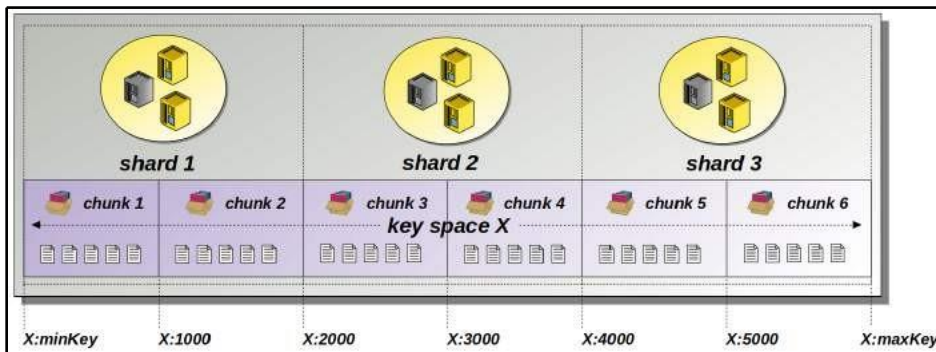 shard 1 shard 2 shard 3
chunk 1 chunk 2 chunk 3 chunk 4 chunk 5 chunk 6
key space X
X:minKey X:1000 X:2000 X:3000 X:4000 X:5000 X:maxKey